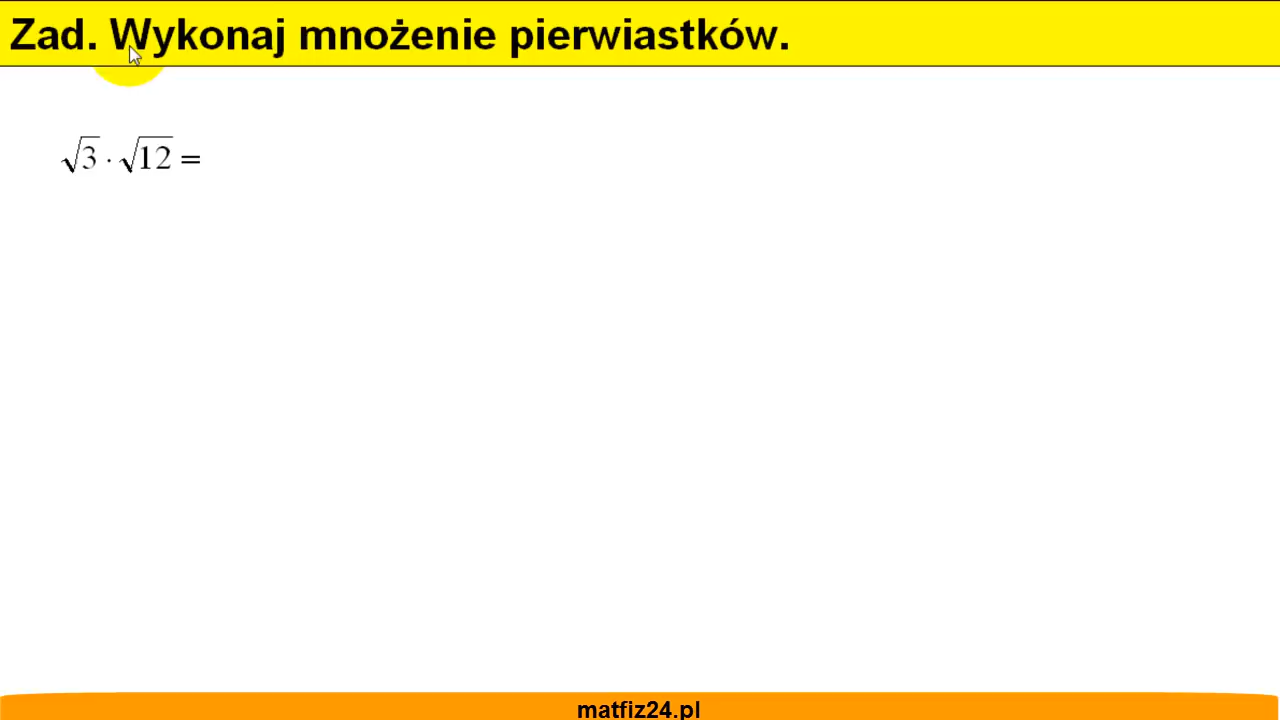 Zad. Wykonaj mnożenie pierwiastków.
√3 · √12 =
matfiz24.pl